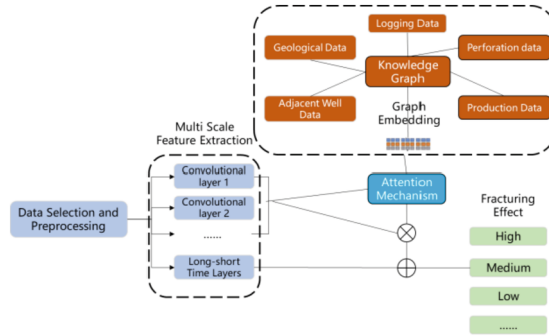 Logging Data
Geological Data
Perforation data
Knowledge
Graph
Adjacent Well
Data
Production Data
Graph
Embedding
Multi Scale
Feature Extraction
Convolutional
layer 1
Attention
Mechanism
Fracturing
Effect
Data Selection and
Preprocessing
Convolutional
layer 2
......
High
Long-short
Time Layers
Medium
Low
......